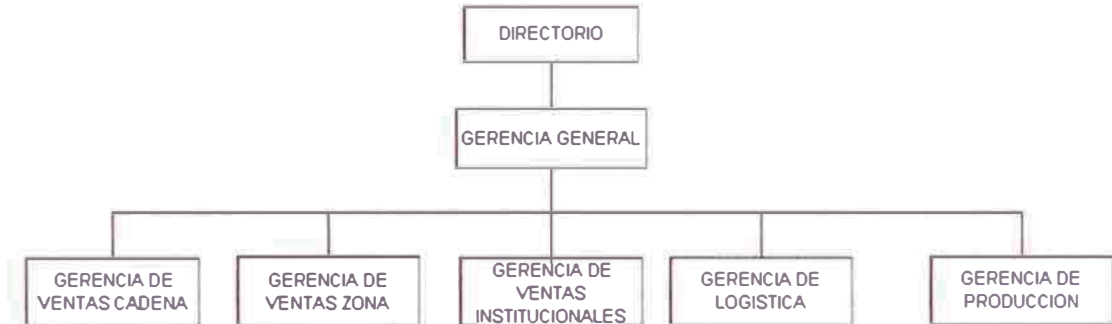 DIRECTORIO
GERENCIA GENERAL
GERENCIA DE
VENTAS CADENA
GERENCIA DE
VENTAS ZONA
GERENCIA DE
VENTAS
INSTITUCIONALES
GERENCIA DE
LOGISTICA
GERENCIA DE
PRODUCCION